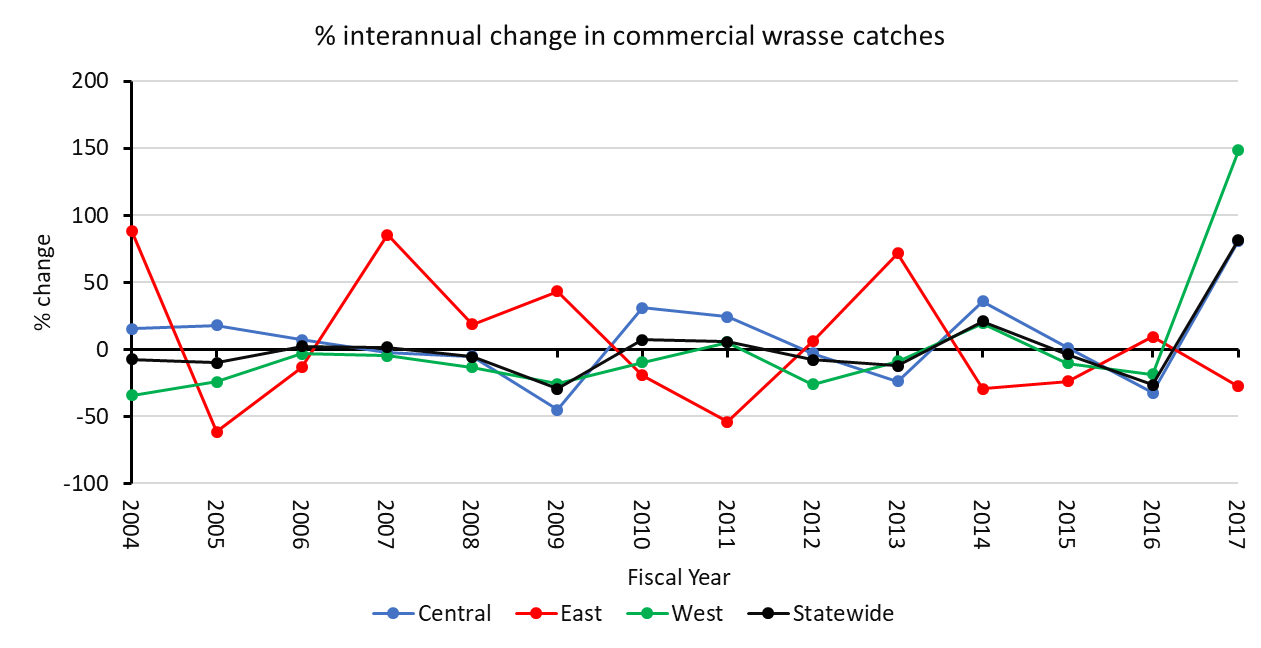 % interannual change in commercial wrasse catches
200
150
100
50
0
-50
-100
% change
2004 2005 2006 2007 2008 2009 2010 2011 2012 2013 2014 2015 2016 2017
Fiscal Year
Central East West Statewide